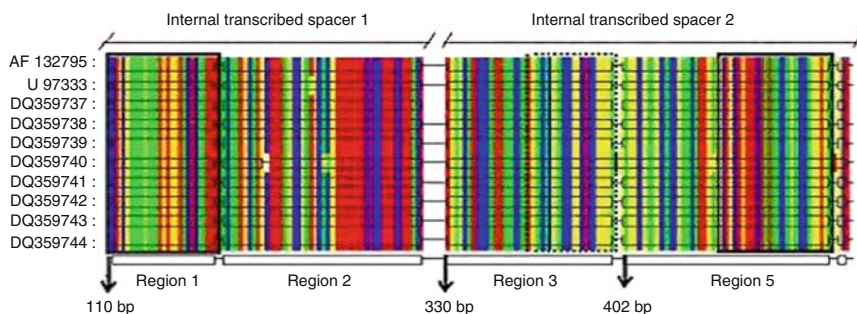 Internal transcribed spacer 1
Internal transcribed spacer 2
AF 132795 :
U 97333 :
DQ359737 :
DQ359738 :
DQ359739 :
DQ359740 :
DQ359741 :
DQ359742 :
DQ359743 :
DQ359744 :
Region 1
Region 2
Region 3
Region 5
110 bp
330 bp
402 bp